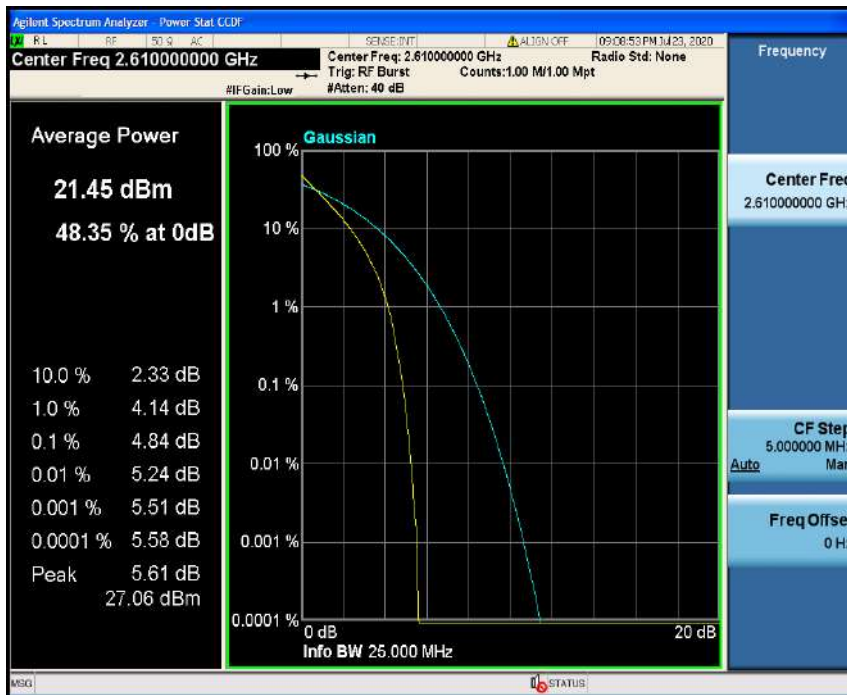 Agilent Spectrum Analyzer - Power Stat CCDF
RL RF 50 Ω AC SENSE:INT ALIGN OFF 09:08:53 PM Jul 23, 2020
Center Freq 2.610000000 GHz
Center Freq: 2.610000000 GHz Radio Std: None
Trig: RF Burst Counts:1.00 M/1.00 Mpt
#IFGain:Low #Atten: 40 dB
Frequency
Average Power
21.45 dBm
48.35 % at 0dB
10.0 % 2.33 dB
1.0 % 4.14 dB
0.1 % 4.84 dB
0.01 % 5.24 dB
0.001 % 5.51 dB
0.0001 % 5.58 dB
Peak 5.61 dB
27.06 dBm
Gaussian
100 %
10 %
1 %
0.1 %
0.01 %
0.001 %
0.0001 %
0 dB 20 dB
Info BW 25.000 MHz
Center Freq
2.610000000 GHz
CF Step
5.000000 MHz
Auto Man
Freq Offse
0 Hz
MSG STATUS